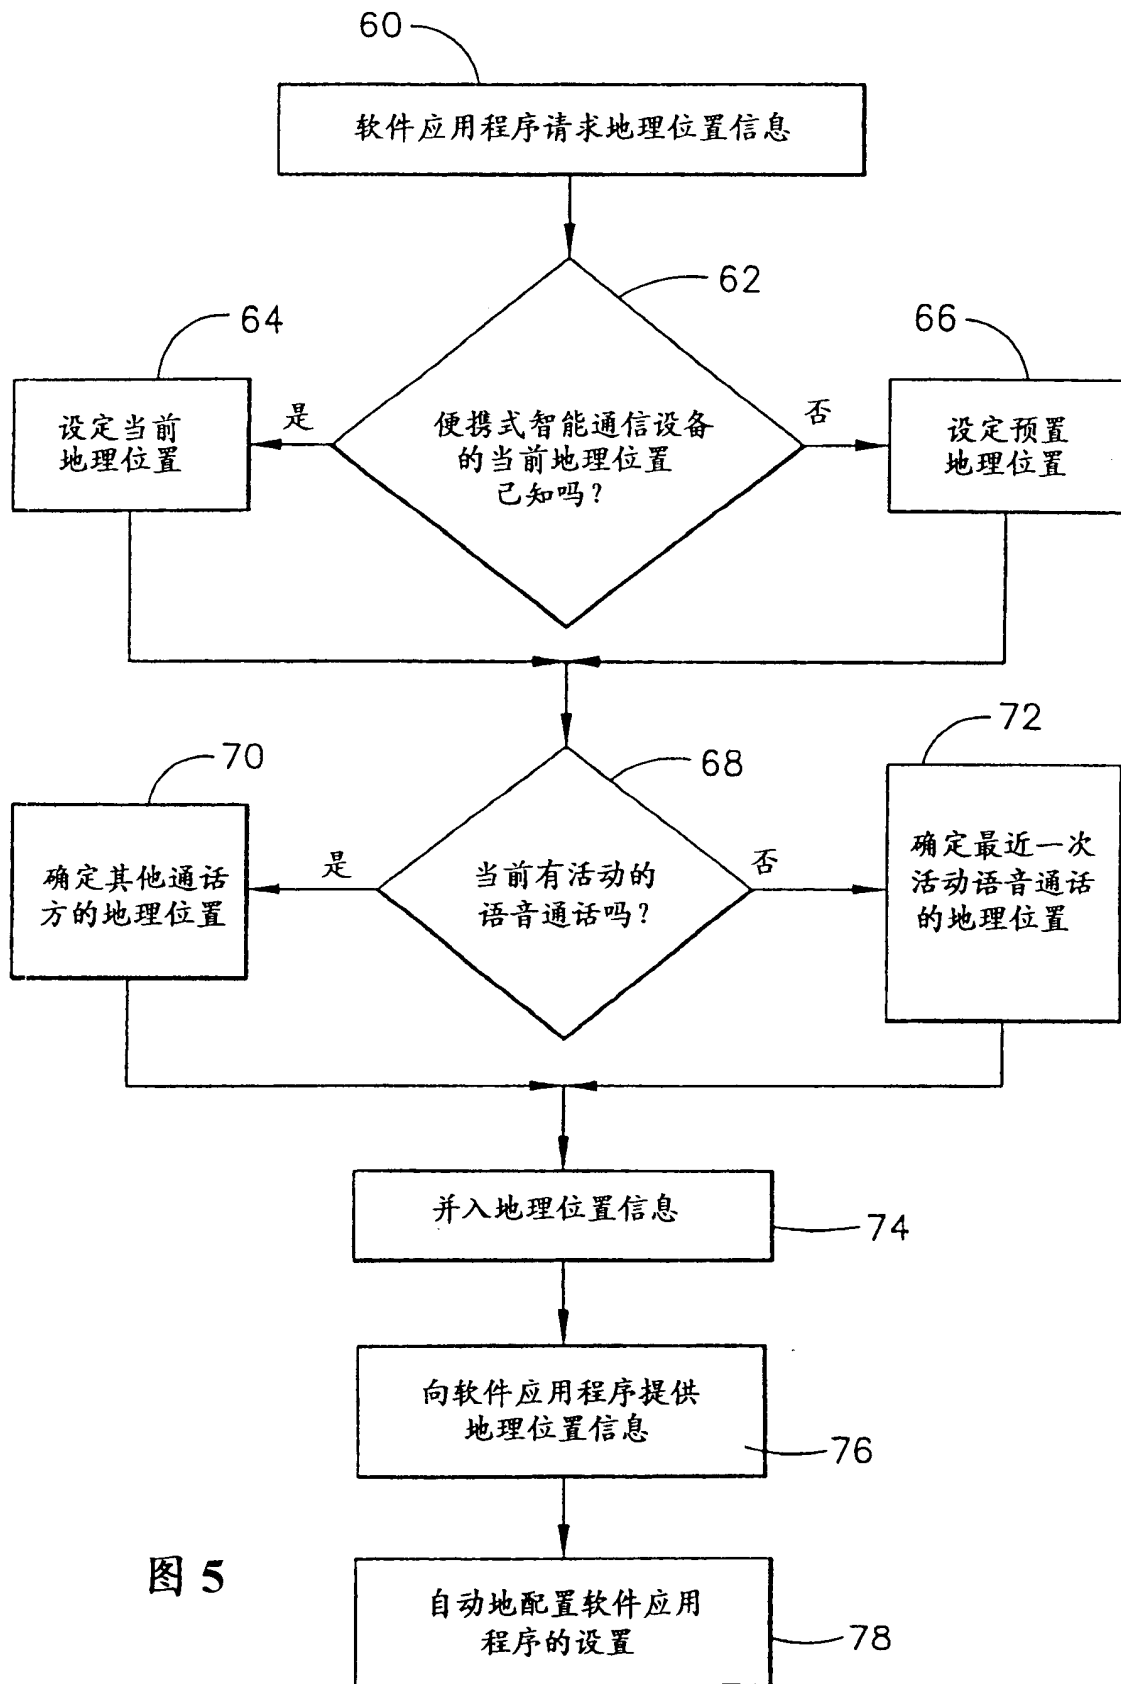 60
软件应用程序请求地理位置信息
62
64
66
设定当前
地理位置
是
便携式智能通信设备
的当前地理位置
已知吗?
否
设定预置
地理位置
70
68
72
确定其他通话
方的地理位置
是
当前有活动的
语音通话吗?
否
确定最近一次
活动语音通话
的地理位置
并入地理位置信息
74
向软件应用程序提供
地理位置信息
76
图 5
自动地配置软件应用
程序的设置
78